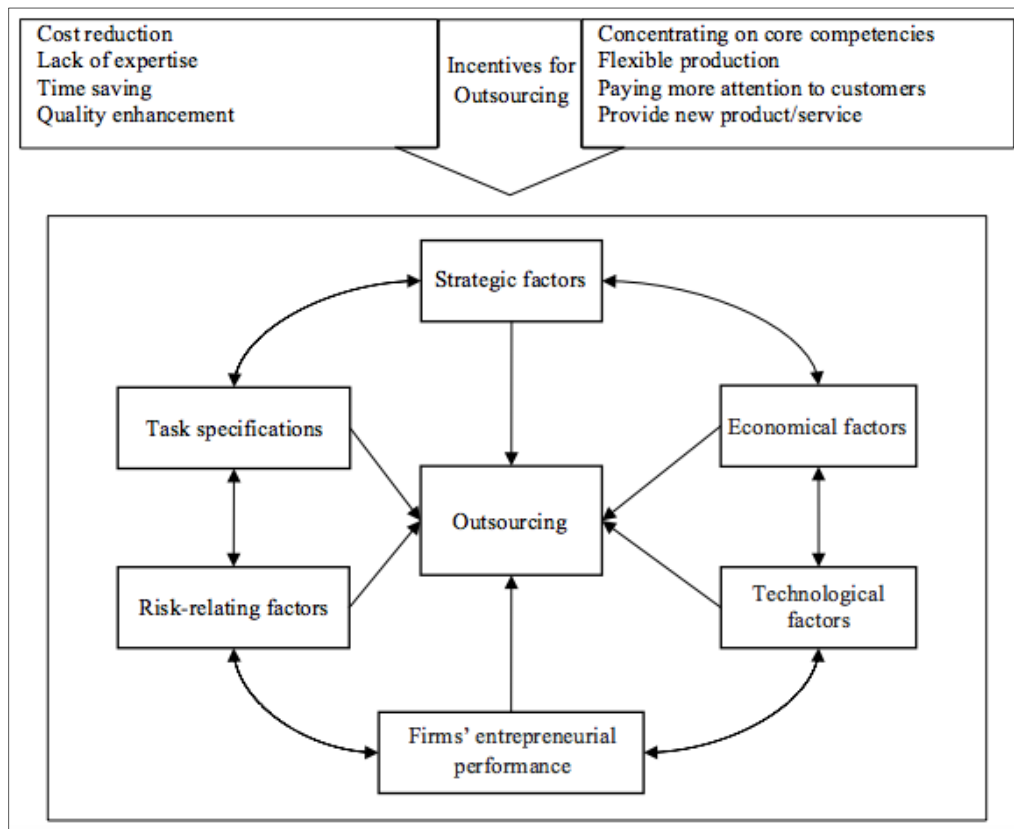 Cost reduction
Lack of expertise
Time saving
Quality enhancement
Incentives for
Outsourcing
Concentrating on core competencies
Flexible production
Paying more attention to customers
Provide new product/service
Strategic factors
Task specifications
Economical factors
Outsourcing
Risk-relating factors
Technological
factors
Firms’ entrepreneurial
performance